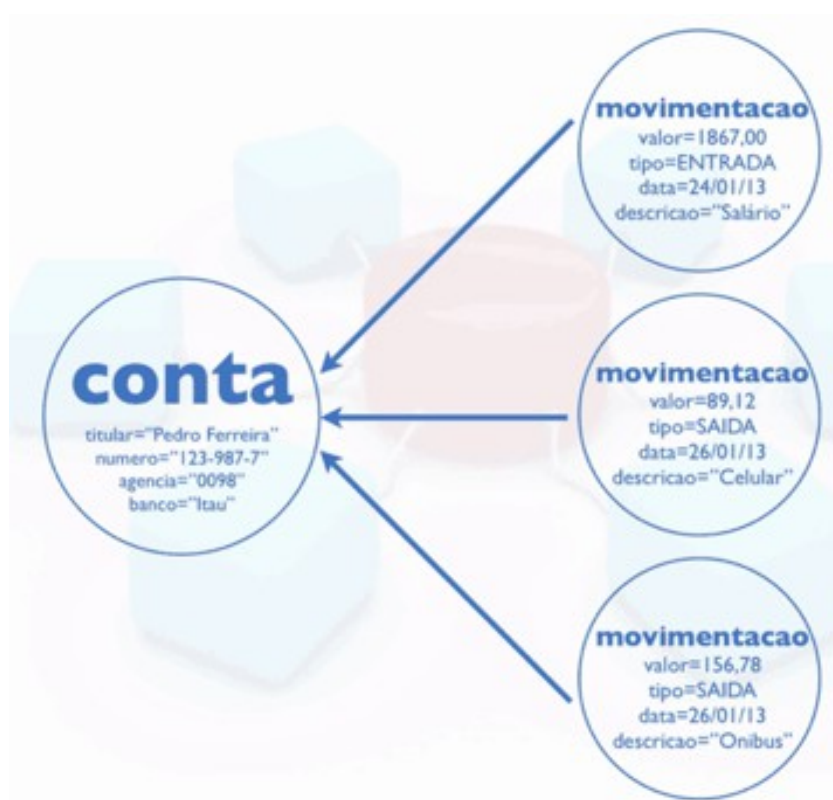 movimentacao
valor=1867,00
tipo=ENTRADA
data=24/01/13
descricao="Salário"
conta
titular="Pedro Ferreira"
numero="123-987-7"
agencia="0098"
banco="Itau"
movimentacao
valor=89,12
tipo=SAIDA
data=26/01/13
descricao="Celular"
movimentacao
valor=156,78
tipo=SAIDA
data=26/01/13
descricao="Onibus"